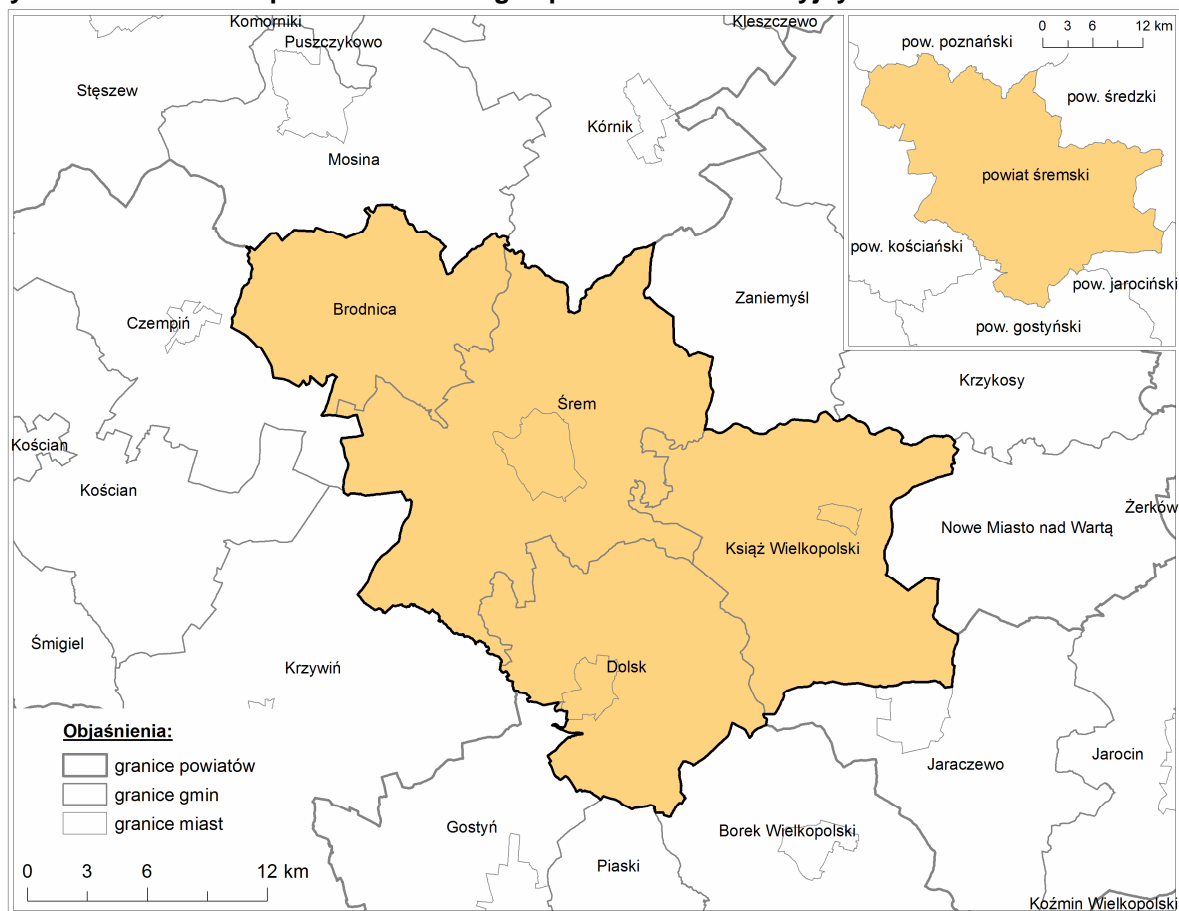 Komorniki
Kleszczewo
Puszczykowo
Stęszew
Kórnik
Mosina
0 3 6 12 km
pow. poznański
pow. średzki
powiat śremski
pow. kościański
pow. jarociński
pow. gostyński
Zaniemyśl
Brodnica
Czempiń
Krzykosy
Śrem
Kościan
Kościan
Żerków
Nowe Miasto nad Wartą
Książ Wielkopolski
Śmigiel
Krzywiń
Dolsk
Objaśnienia:
granice powiatów
granice gmin
granice miast
0 3 6 12 km
Jarocin
Jaraczewo
Gostyń
Borek Wielkopolski
Piaski
Koźmin Wielkopolski